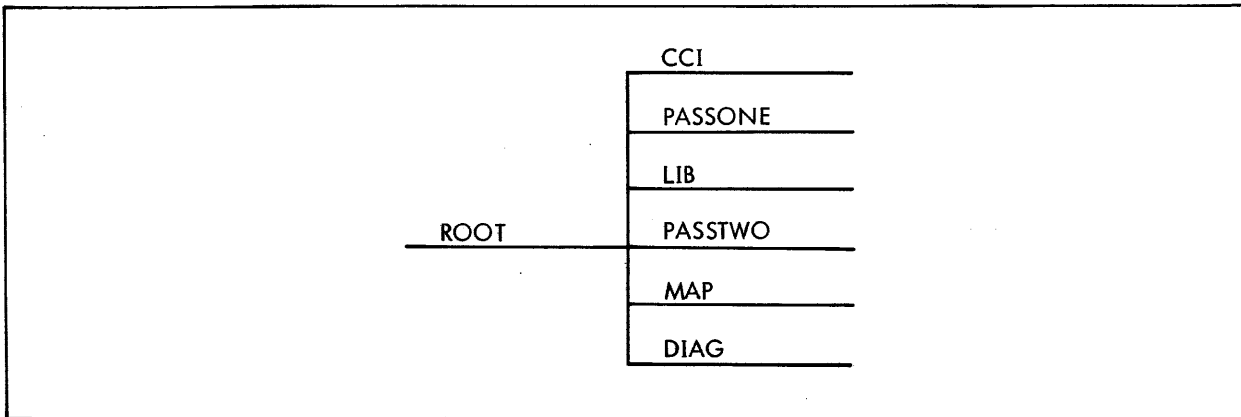 CCI
PASSONE
LIB
ROOT
PASSTWO
MAP
DIAG